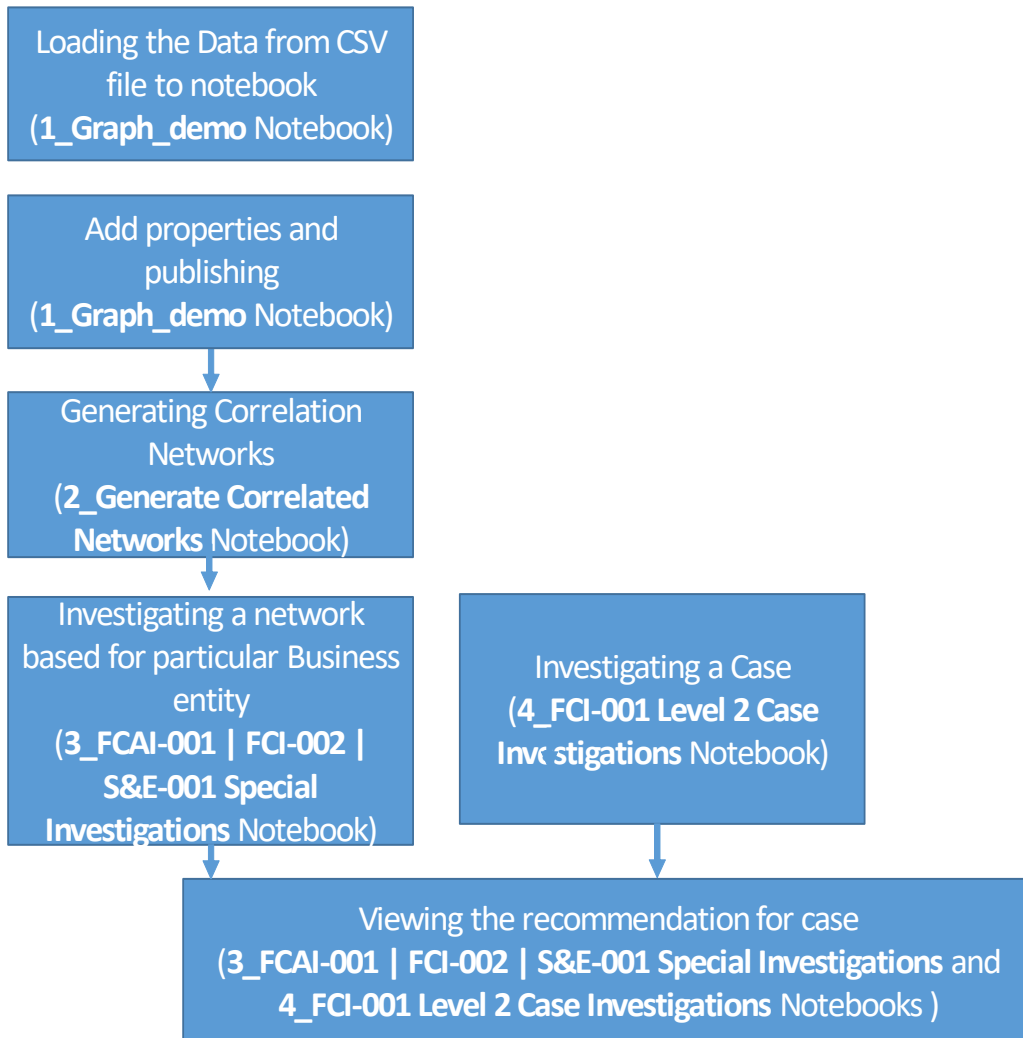 Loading the Data from CSV
file to notebook
(1_Graph_demo Notebook)
Add properties and
publishing
(1_Graph_demo Notebook)
Generating Correlation
Networks
(2_Generate Correlated
Networks Notebook)
Investigating a network
based for particular Business
entity
(3_FCAI-001 | FCI-002 |
S&E-001 Special
Investigations Notebook)
Investigating a Case
(4_FCI-001 Level 2 Case
Investigations Notebook)
Viewing the recommendation for case
(3_FCAI-001 | FCI-002 | S&E-001 Special Investigations and
4_FCI-001 Level 2 Case Investigations Notebooks )